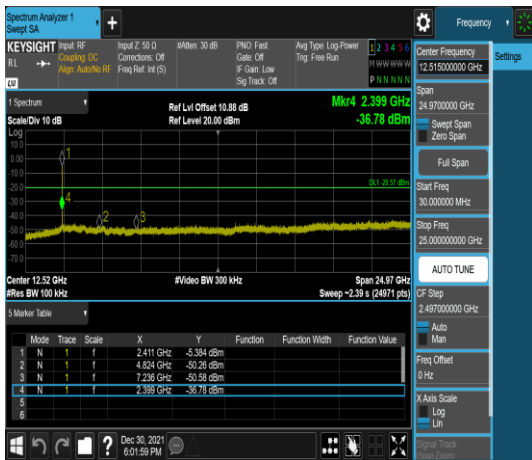 Spectrum Analyzer 1
Swept SA
Frequency
KEYSIGHT
Input: RF
Input Z: 50 Ω
#Atten: 30 dB
PNO: Fast
Avg Type: Log-Power
1 2 3 4 5 6
RL
Coupling: DC
Corrections: Off
Gate: Off
Trig: Free Run
M W W W W W
Align: Auto/No RF
Freq Ref: Int (S)
IF Gain: Low
Sig Track: Off
P N N N N N
LXI
Center Frequency
12.515000000 GHz
Settings
Span
24.9700000 GHz
Swept Span
Zero Span
Full Span
Start Freq
30.000000 MHz
Stop Freq
25.000000000 GHz
AUTO TUNE
CF Step
2.497000000 GHz
Auto
Man
Freq Offset
0 Hz
X Axis Scale
Log
Lin
Signal Track
(Span Zoom)
1 Spectrum
Ref Lvl Offset 10.88 dB
Mkr4 2.399 GHz
Scale/Div 10 dB
Ref Level 20.00 dBm
-36.78 dBm
Log
10.0
0.00
-10.0
-20.0
-30.0
-40.0
-50.0
-60.0
-70.0
1
DL1 -20.57 dBm
4
2
3
Center 12.52 GHz
#Video BW 300 kHz
Span 24.97 GHz
#Res BW 100 kHz
Sweep ~2.39 s (24971 pts)
5 Marker Table
Mode Trace Scale X Y Function Function Width Function Value
1 N 1 f 2.411 GHz -5.384 dBm
2 N 1 f 4.824 GHz -50.26 dBm
3 N 1 f 7.236 GHz -50.58 dBm
4 N 1 f 2.399 GHz -36.78 dBm
5
6
?
Dec 30, 2021
6:01:59 PM